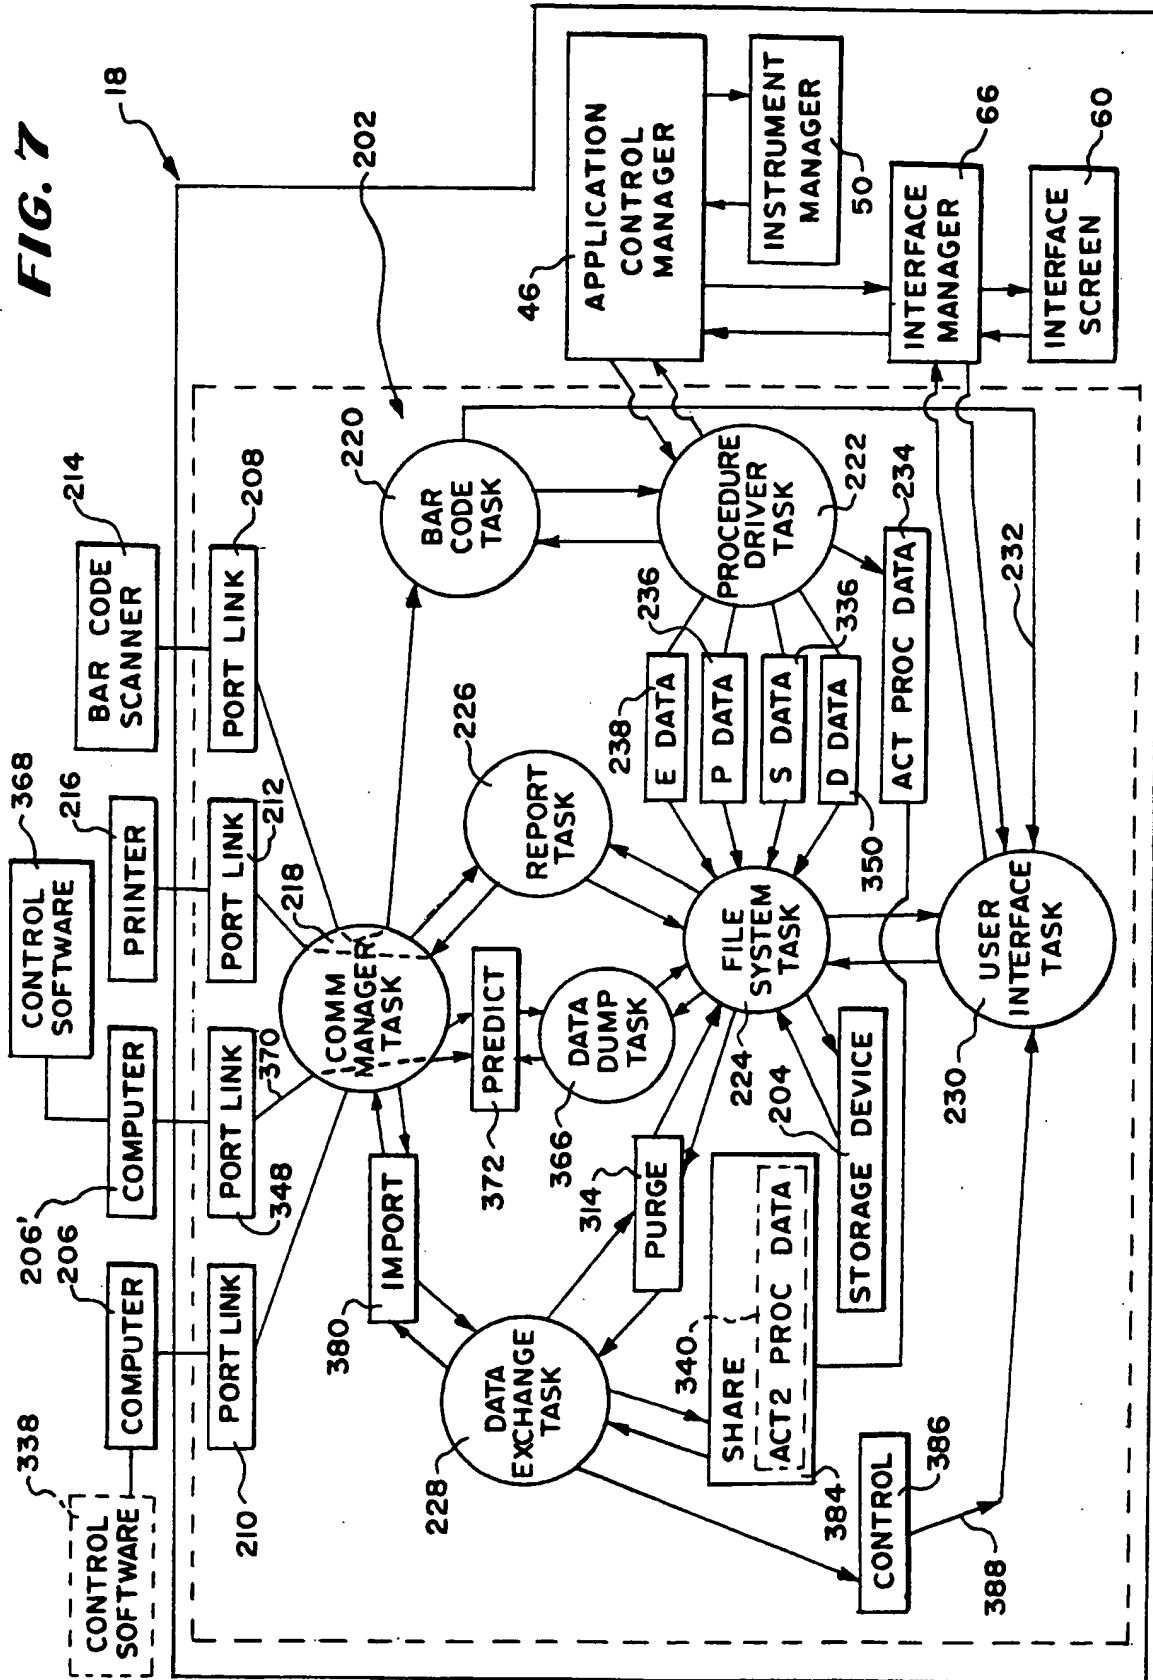 FIG. 7
18
338
CONTROL
SOFTWARE
206
COMPUTER
206'
COMPUTER
368
CONTROL
SOFTWARE
216
PRINTER
214
BAR CODE
SCANNER
210
PORT LINK
348
PORT LINK
370
PORT LINK
212
PORT LINK
208
202
218
COMM
MANAGER
TASK
220
BAR
CODE
TASK
380
IMPORT
372
PREDICT
226
REPORT
TASK
228
DATA
EXCHANGE
TASK
366
DATA
DUMP
TASK
314
PURGE
224
FILE
SYSTEM
TASK
238
E DATA
236
P DATA
S DATA
336
D DATA
350
PROCEDURE
DRIVER
TASK
222
ACT PROC DATA
234
340
SHARE
ACT2 PROC DATA
384
204
STORAGE DEVICE
CONTROL
386
388
230
USER
INTERFACE
TASK
232
46
APPLICATION
CONTROL
MANAGER
INSTRUMENT
MANAGER
50
INTERFACE
MANAGER
66
INTERFACE
SCREEN
60